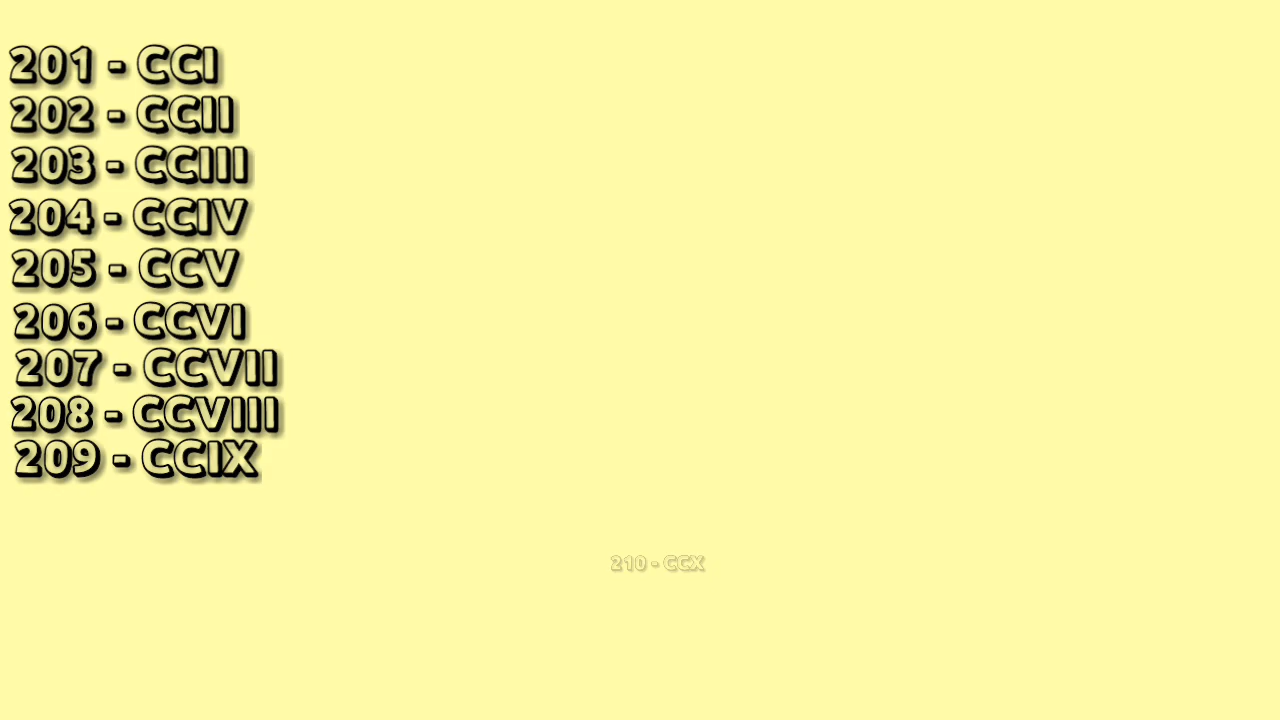 201 - CCI
202 - CCII
203 - CCIII
204 - CCIV
205 - CCV
206 - CCVI
207 - CCVII
208 - CCVIII
209 - CCIX
210 - CCX